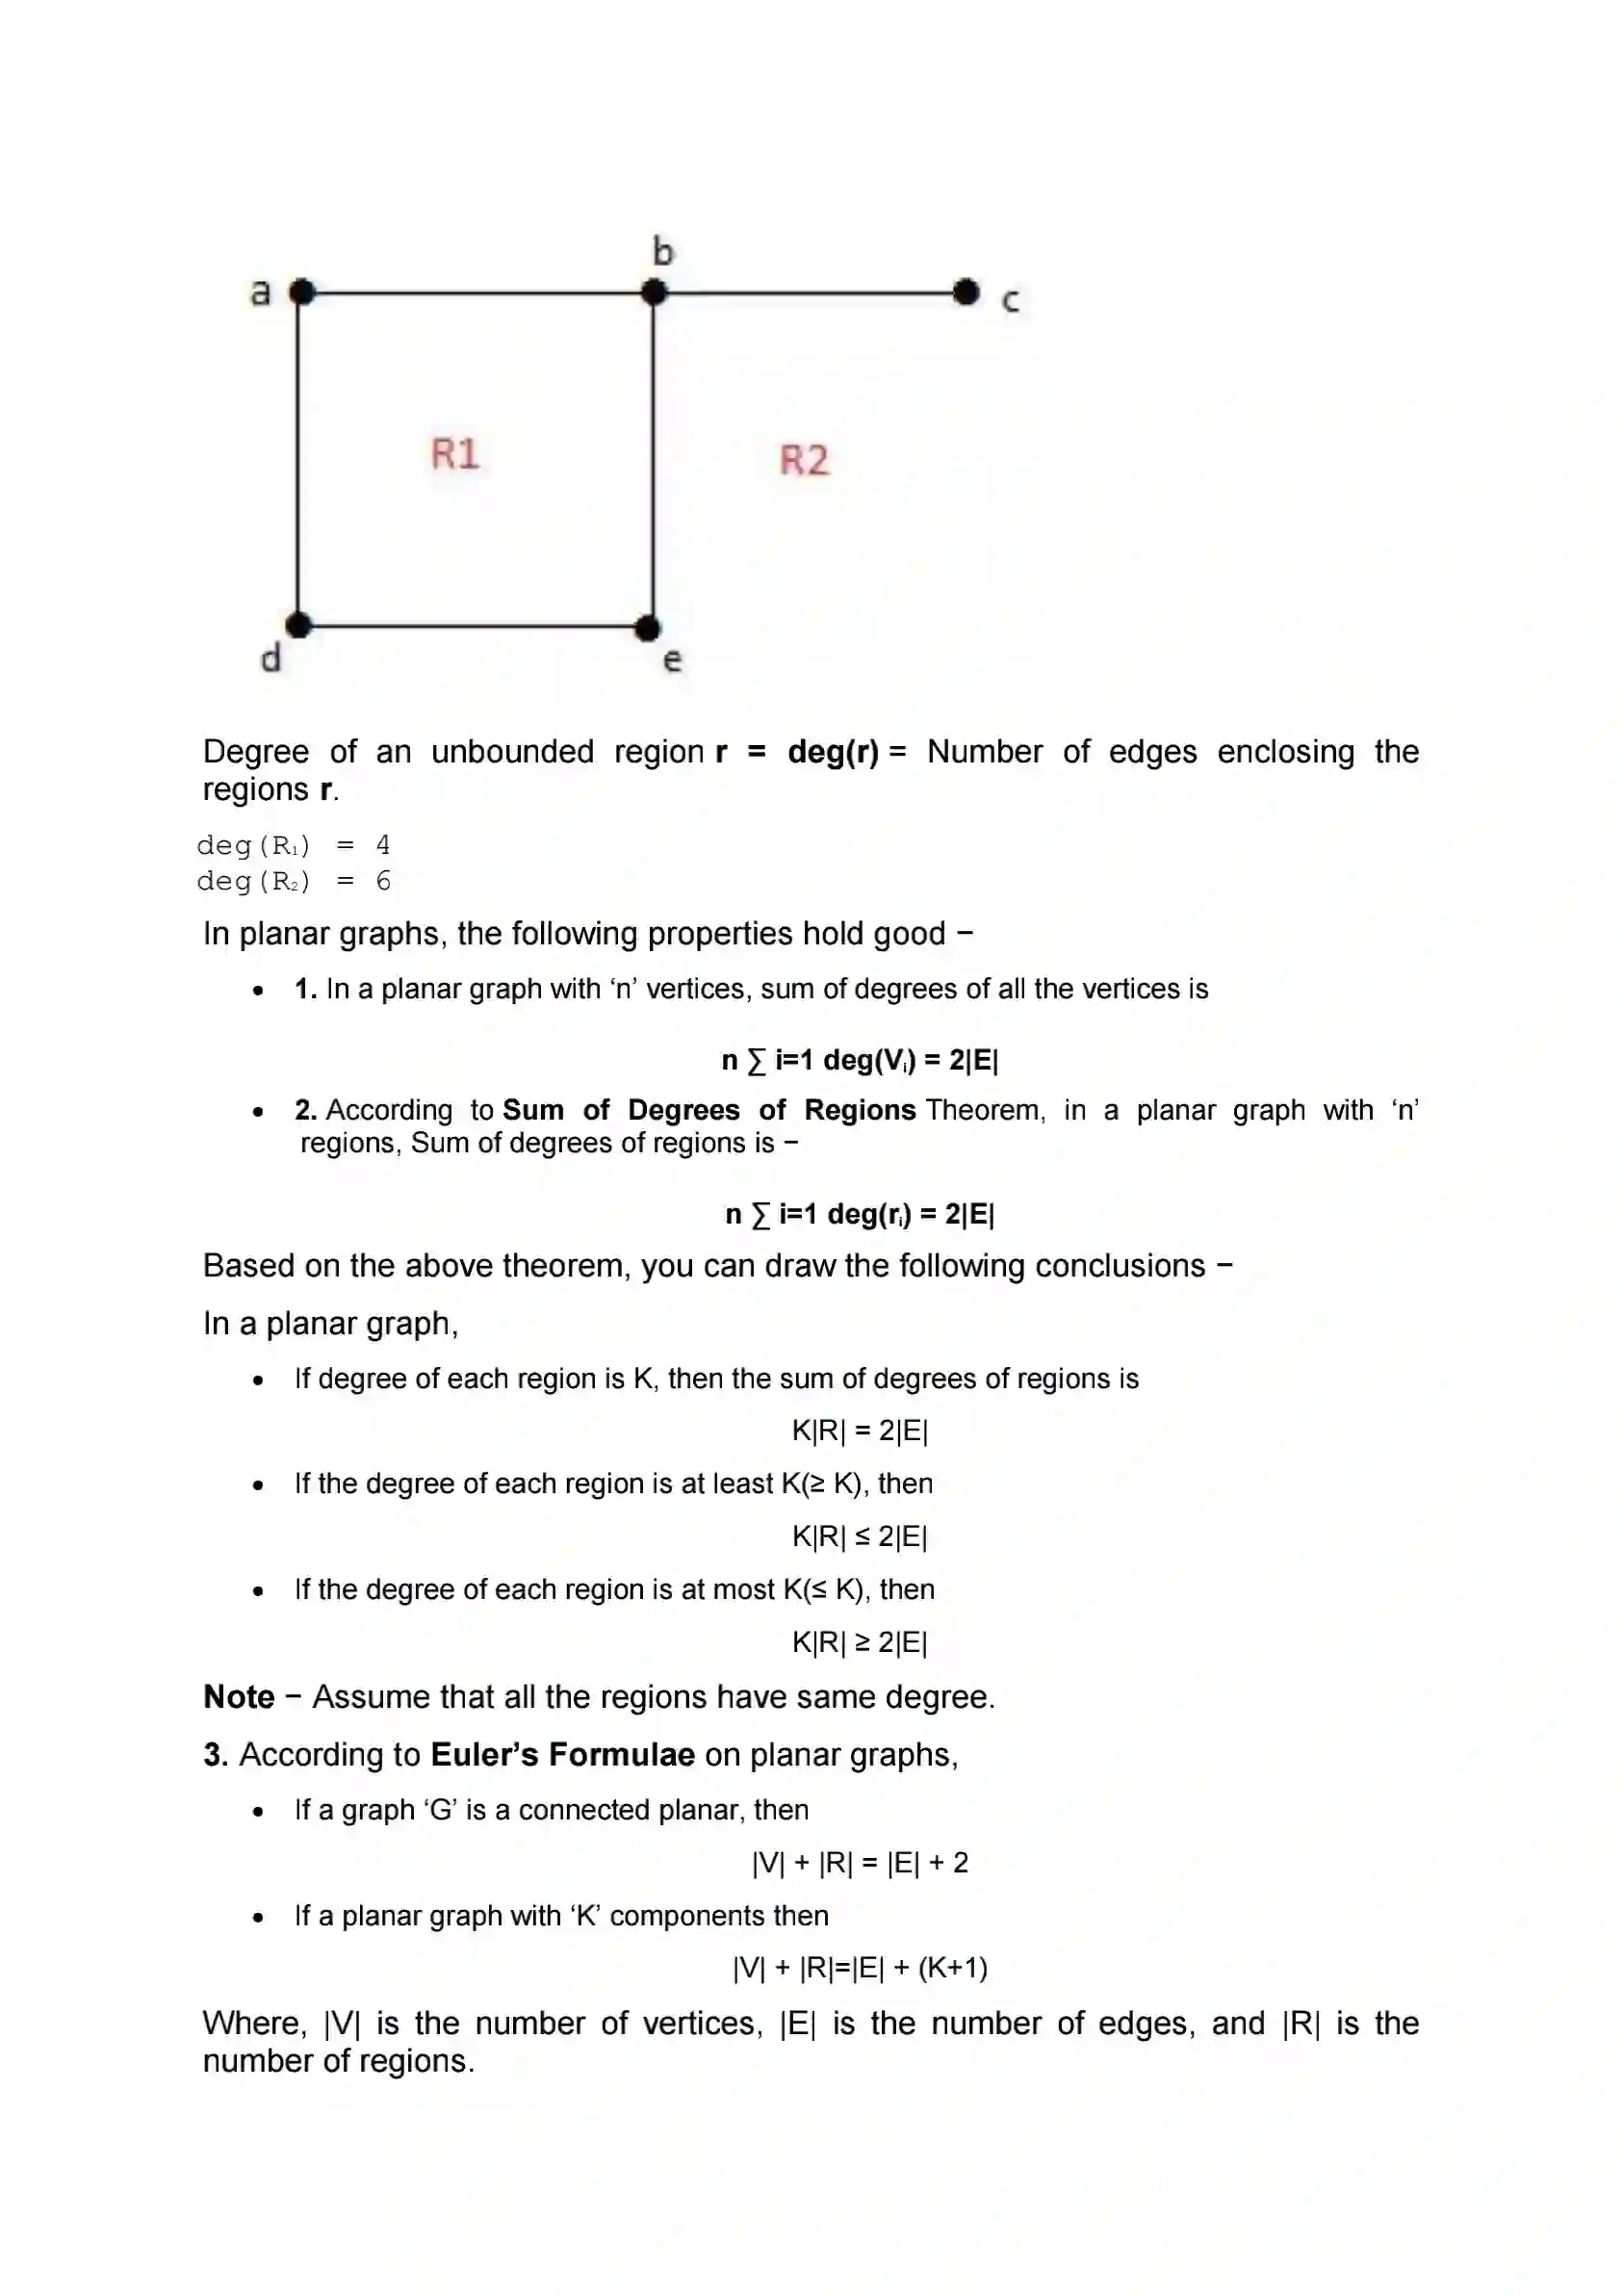 b
a
c
R1
R2
d
e
Degree of an unbounded region r = deg(r) = Number of edges enclosing the
regions r.
deg(R₁) = 4
deg(R₂) = 6
In planar graphs, the following properties hold good −
• 1. In a planar graph with ‘n’ vertices, sum of degrees of all the vertices is
n ∑ i=1 deg(Vᵢ) = 2|E|
• 2. According to Sum of Degrees of Regions Theorem, in a planar graph with ‘n’
regions, Sum of degrees of regions is −
n ∑ i=1 deg(rᵢ) = 2|E|
Based on the above theorem, you can draw the following conclusions −
In a planar graph,
• If degree of each region is K, then the sum of degrees of regions is
K|R| = 2|E|
• If the degree of each region is at least K(≥ K), then
K|R| ≤ 2|E|
• If the degree of each region is at most K(≤ K), then
K|R| ≥ 2|E|
Note − Assume that all the regions have same degree.
3. According to Euler’s Formulae on planar graphs,
• If a graph ‘G’ is a connected planar, then
|V| + |R| = |E| + 2
• If a planar graph with ‘K’ components then
|V| + |R|=|E| + (K+1)
Where, |V| is the number of vertices, |E| is the number of edges, and |R| is the
number of regions.